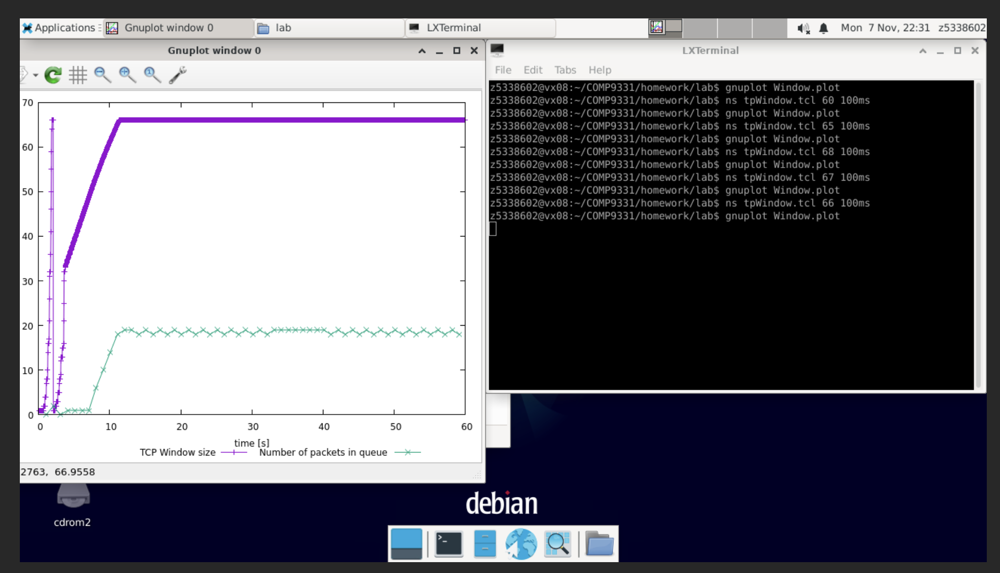 Applications
Gnuplot window 0
lab
LXTerminal
Mon 7 Nov, 22:31
z5338602
Gnuplot window 0
LXTerminal
File Edit Tabs Help
z5338602@vx08:~/COMP9331/homework/lab$ gnuplot Window.plot
z5338602@vx08:~/COMP9331/homework/lab$ ns tpWindow.tcl 60 100ms
z5338602@vx08:~/COMP9331/homework/lab$ gnuplot Window.plot
z5338602@vx08:~/COMP9331/homework/lab$ ns tpWindow.tcl 65 100ms
z5338602@vx08:~/COMP9331/homework/lab$ gnuplot Window.plot
z5338602@vx08:~/COMP9331/homework/lab$ ns tpWindow.tcl 68 100ms
z5338602@vx08:~/COMP9331/homework/lab$ gnuplot Window.plot
z5338602@vx08:~/COMP9331/homework/lab$ ns tpWindow.tcl 67 100ms
z5338602@vx08:~/COMP9331/homework/lab$ gnuplot Window.plot
z5338602@vx08:~/COMP9331/homework/lab$ ns tpWindow.tcl 66 100ms
z5338602@vx08:~/COMP9331/homework/lab$ gnuplot Window.plot
70
60
50
40
30
20
10
0
0 10 20 30 40 50 60
time [s]
TCP Window size
Number of packets in queue
2763, 66.9558
cdrom2
debian